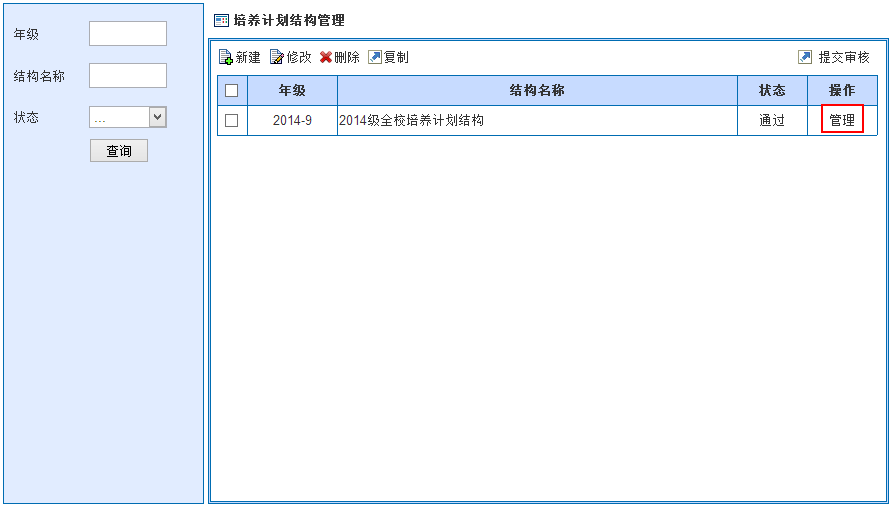 年级
结构名称
状态
...
查询
培养计划结构管理
新建 修改 删除 复制 提交审核
年级 结构名称 状态 操作
2014-9 2014级全校培养计划结构 通过 管理